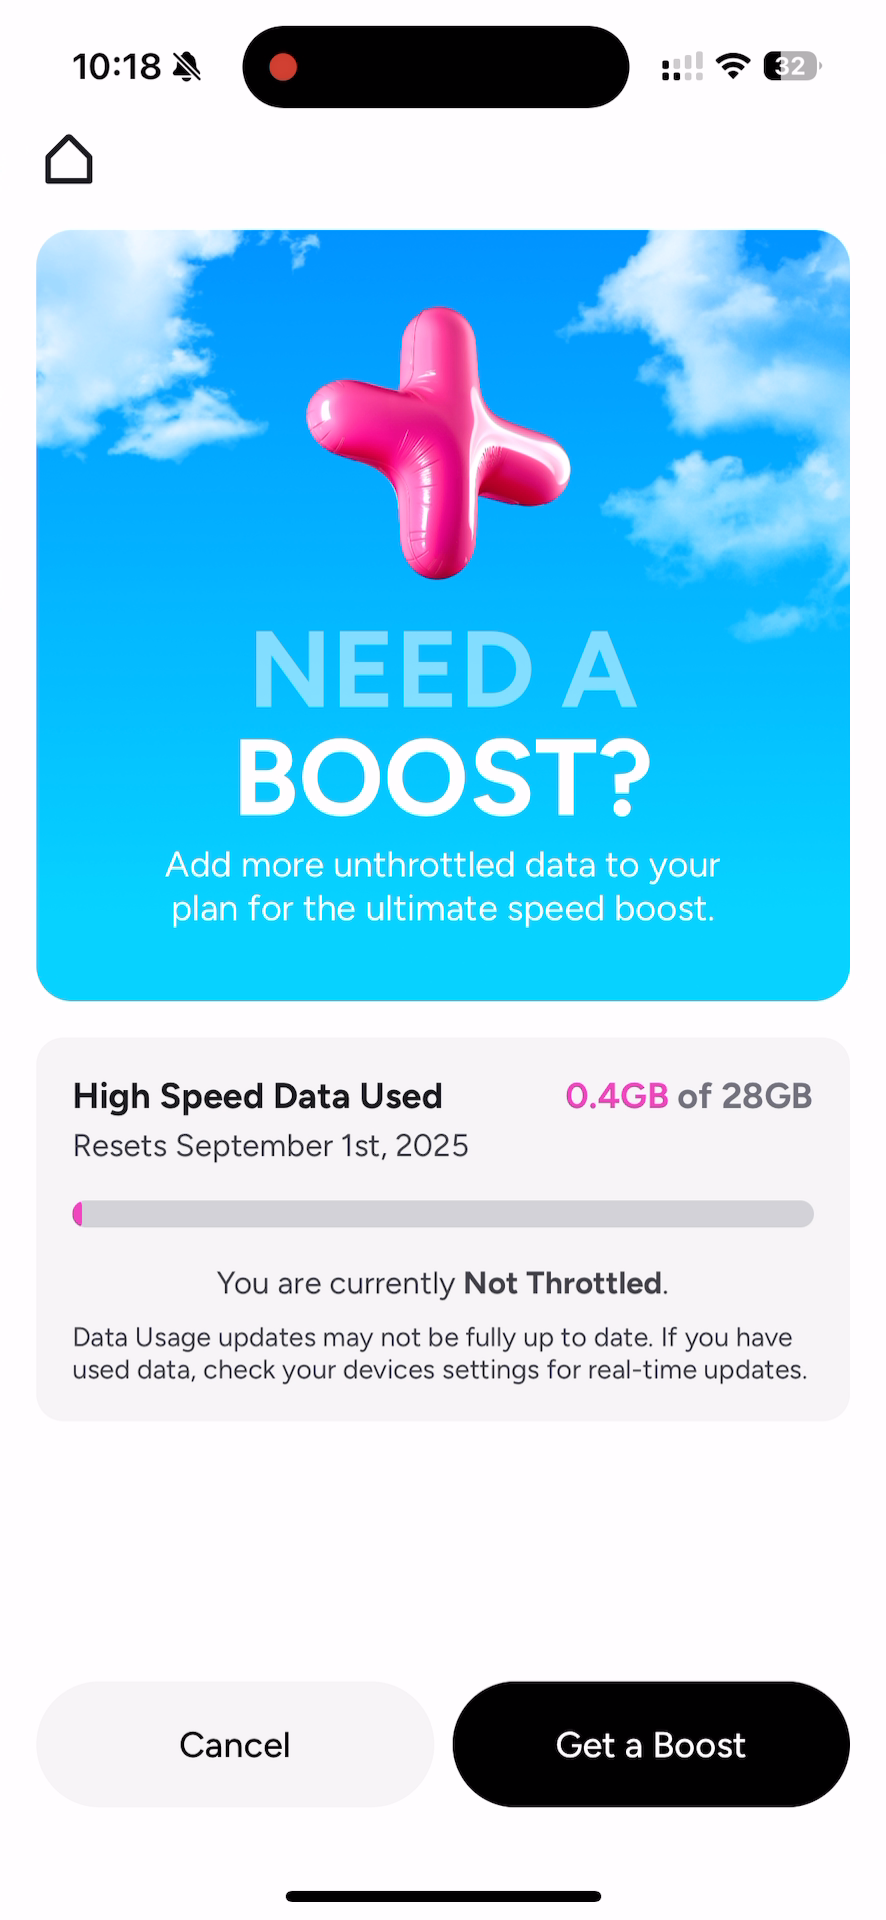 10:18
32
NEED A
BOOST?
Add more unthrottled data to your
plan for the ultimate speed boost.
High Speed Data Used 0.4GB of 28GB
Resets September 1st, 2025
You are currently Not Throttled.
Data Usage updates may not be fully up to date. If you have
used data, check your devices settings for real-time updates.
Cancel
Get a Boost